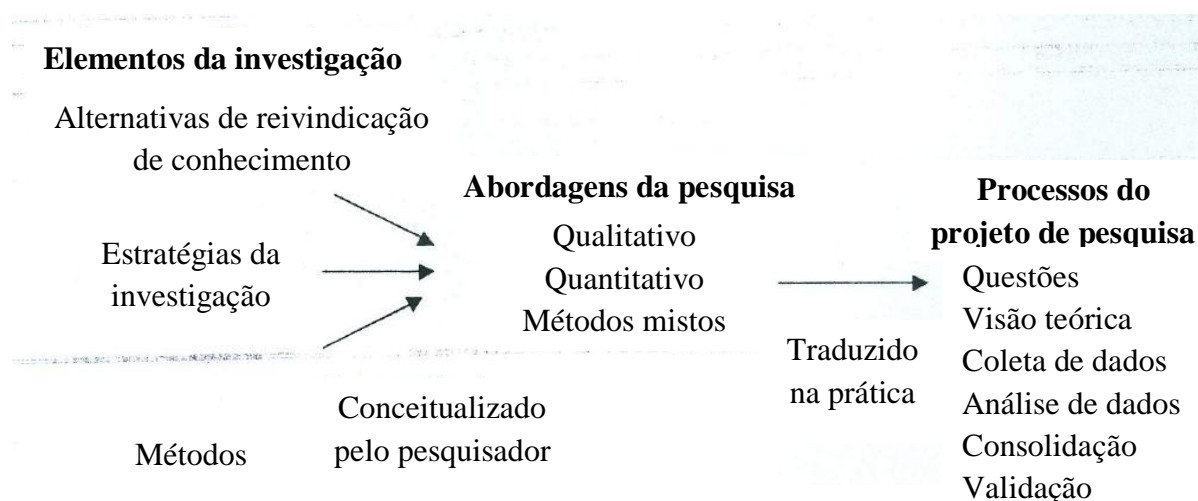 Elementos da investigação
Alternativas de reivindicação
de conhecimento
Estratégias da
investigação
Métodos
Conceitualizado
pelo pesquisador
Abordagens da pesquisa
Qualitativo
Quantitativo
Métodos mistos
Traduzido
na prática
Processos do
projeto de pesquisa
Questões
Visão teórica
Coleta de dados
Análise de dados
Consolidação
Validação